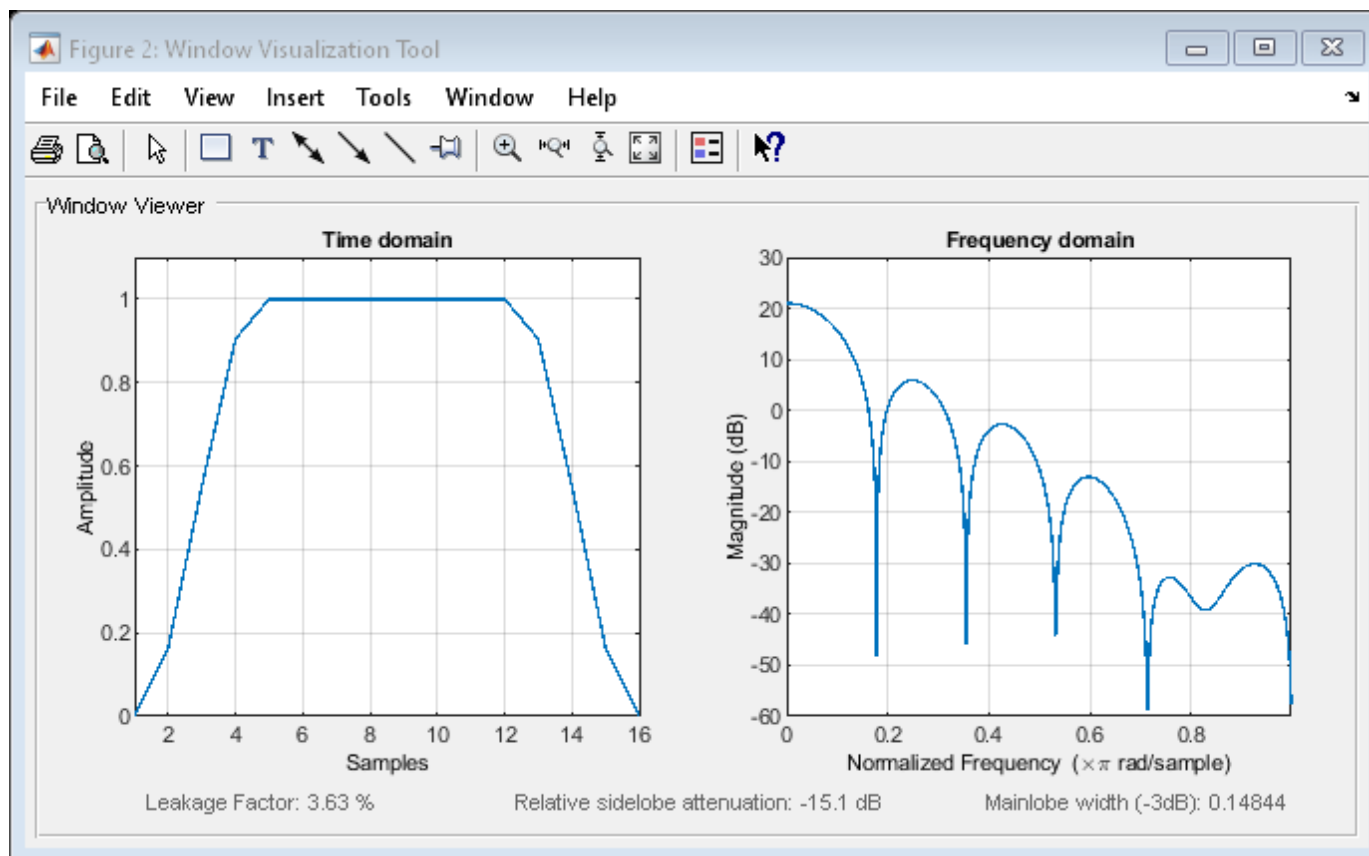 Figure 2: Window Visualization Tool
File Edit View Insert Tools Window Help
T
?
Window Viewer
Time domain
1
0.8
0.6
0.4
0.2
0
Amplitude
2 4 6 8 10 12 14 16
Samples
Frequency domain
30
20
10
0
-10
-20
-30
-40
-50
-60
Magnitude (dB)
0 0.2 0.4 0.6 0.8
Normalized Frequency (×π rad/sample)
Leakage Factor: 3.63 % Relative sidelobe attenuation: -15.1 dB Mainlobe width (-3dB): 0.14844